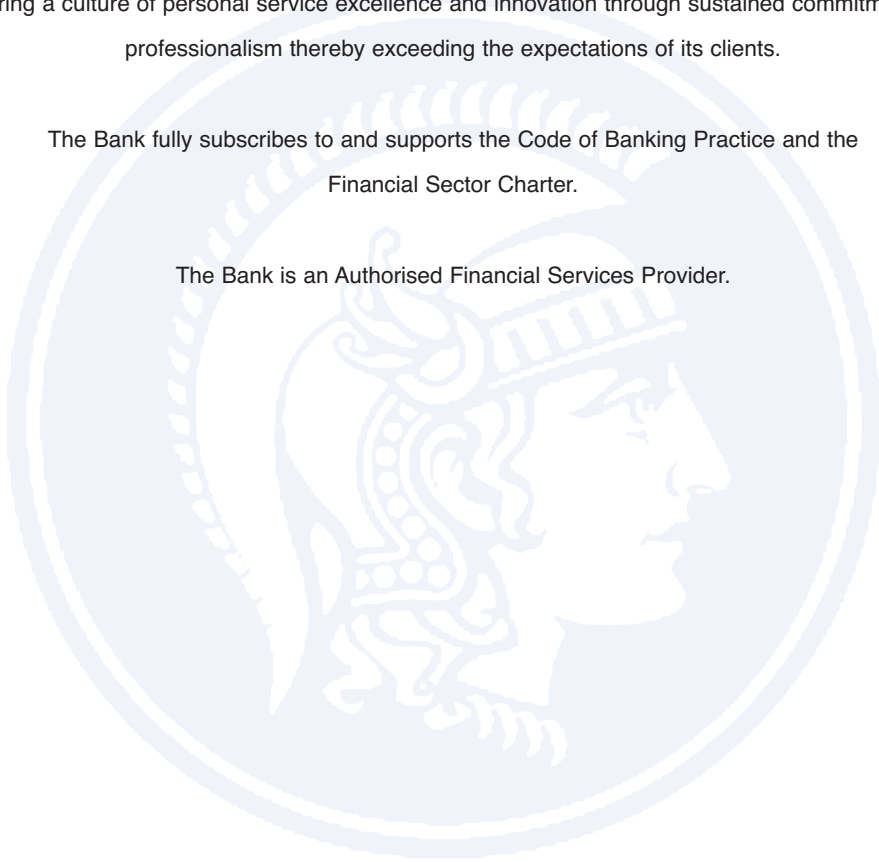 a culture of personal service excellence and innovation through sustained
professionalism thereby exceeding the expectations of its clients.
The Bank fully subscribes to and supports the Code of Banking Practice and the
Financial Sector Charter.
The Bank is an Authorised Financial Services Provider.